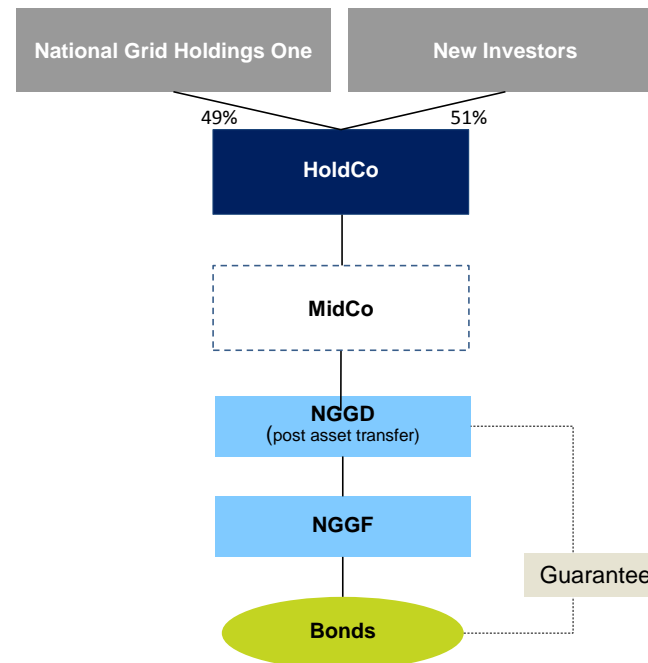 National Grid Holdings One
New Investors
49%
51%
HoldCo
MidCo
NGGD
(post asset transfer)
NGGF
Guarantee
Bonds